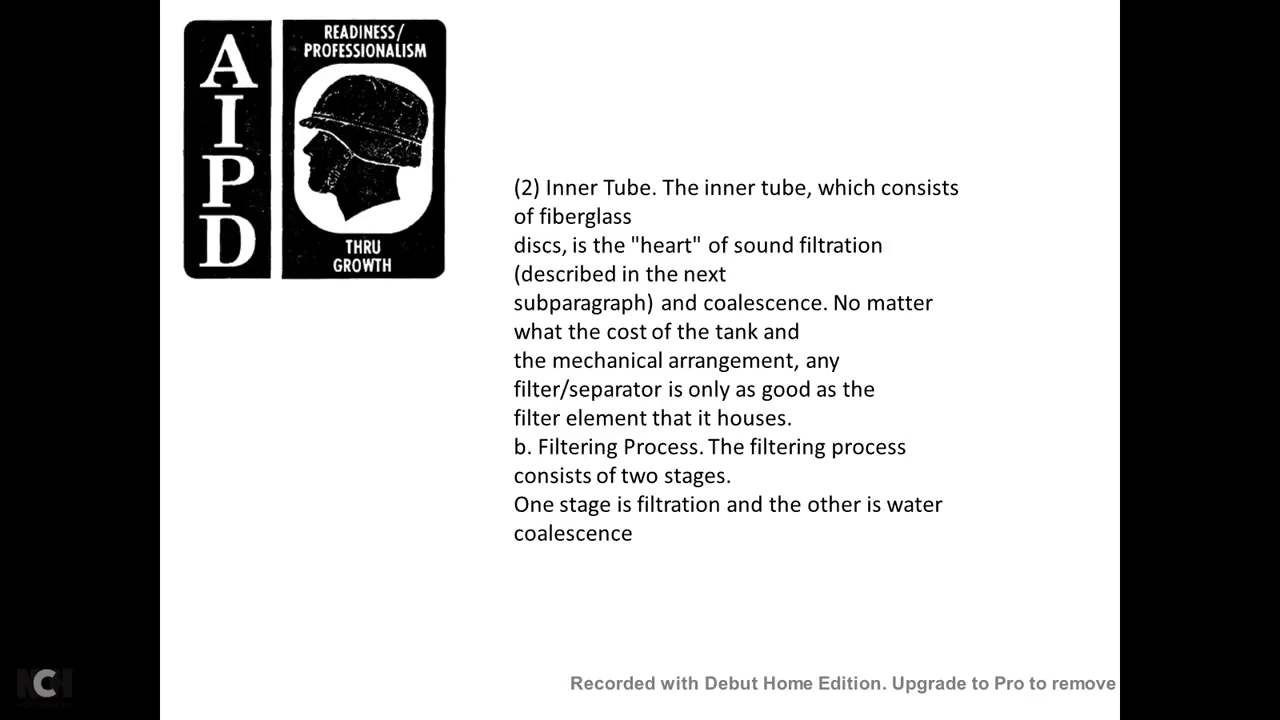 A
I
P
D
READINESS/
PROFESSIONALISM
THRU
GROWTH
(2) Inner Tube. The inner tube, which consists
of fiberglass
discs, is the "heart" of sound filtration
(described in the next
subparagraph) and coalescence. No matter
what the cost of the tank and
the mechanical arrangement, any
filter/separator is only as good as the
filter element that it houses.
b. Filtering Process. The filtering process
consists of two stages.
One stage is filtration and the other is water
coalescence
NCH
Recorded with Debut Home Edition. Upgrade to Pro to remove